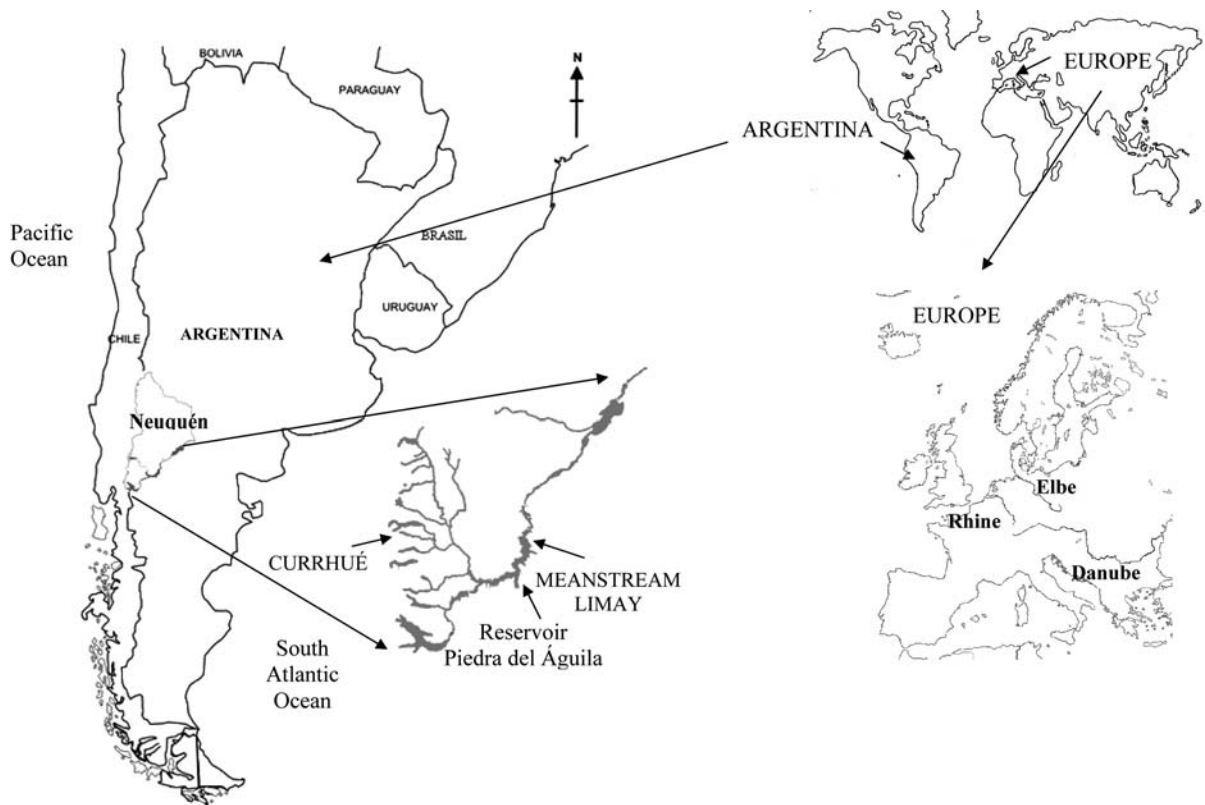 BOLIVIA
PARAGUAY
N
EUROPE
ARGENTINA
Pacific
Ocean
BRASIL
URUGUAY
CHILE
ARGENTINA
EUROPE
Neuquén
Elbe
Rhine
Danube
CURRHUÉ
MEANSTREAM
LIMAY
Reservoir
Piedra del Águila
South
Atlantic
Ocean